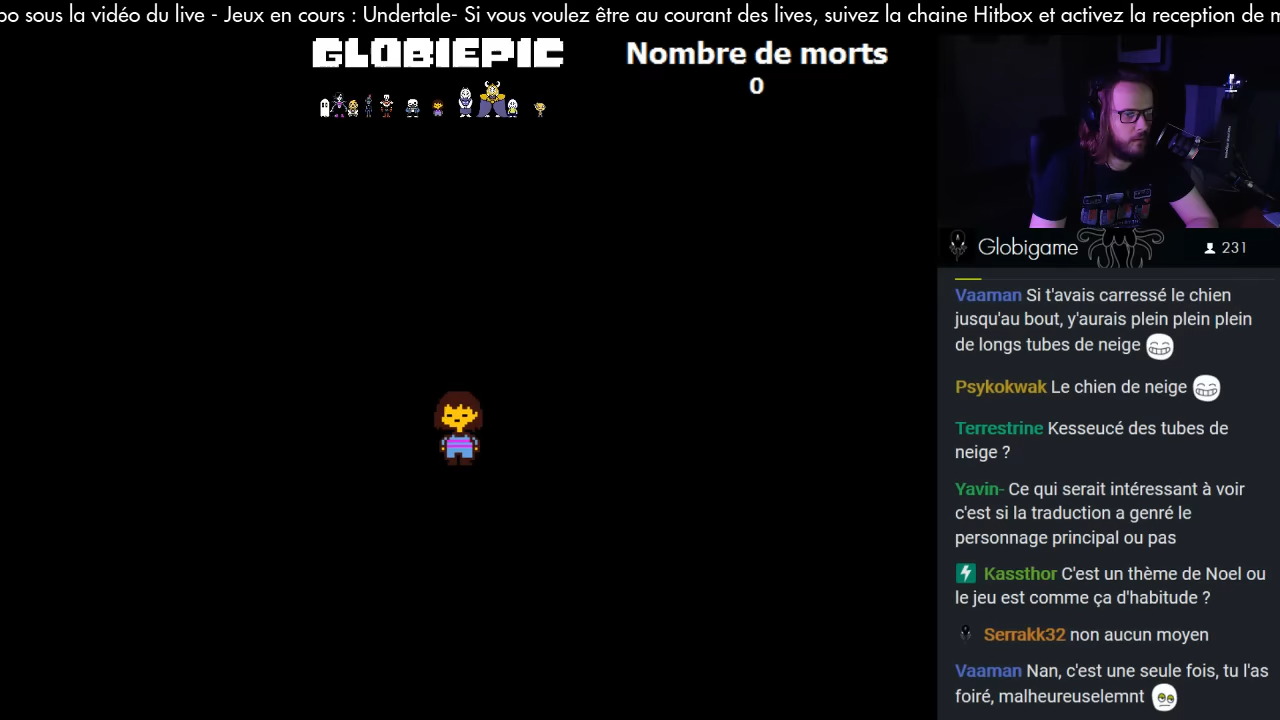 oo sous la vidéo du live - Jeux en cours : Undertale- Si vous voulez être au courant des lives, suivez la chaine Hitbox et activez la reception de m
GLOBIEPIC
Nombre de morts
0
Globigame
231
Vaaman Si t'avais carressé le chien
jusqu'au bout, y'aurais plein plein plein
de longs tubes de neige
Psykokwak Le chien de neige
Terrestrine Kesseucé des tubes de
neige ?
Yavin- Ce qui serait intéressant à voir
c'est si la traduction a genré le
personnage principal ou pas
Kassthor C'est un thème de Noel ou
le jeu est comme ça d'habitude ?
Serrakk32 non aucun moyen
Vaaman Nan, c'est une seule fois, tu l'as
foiré, malheureuselemnt